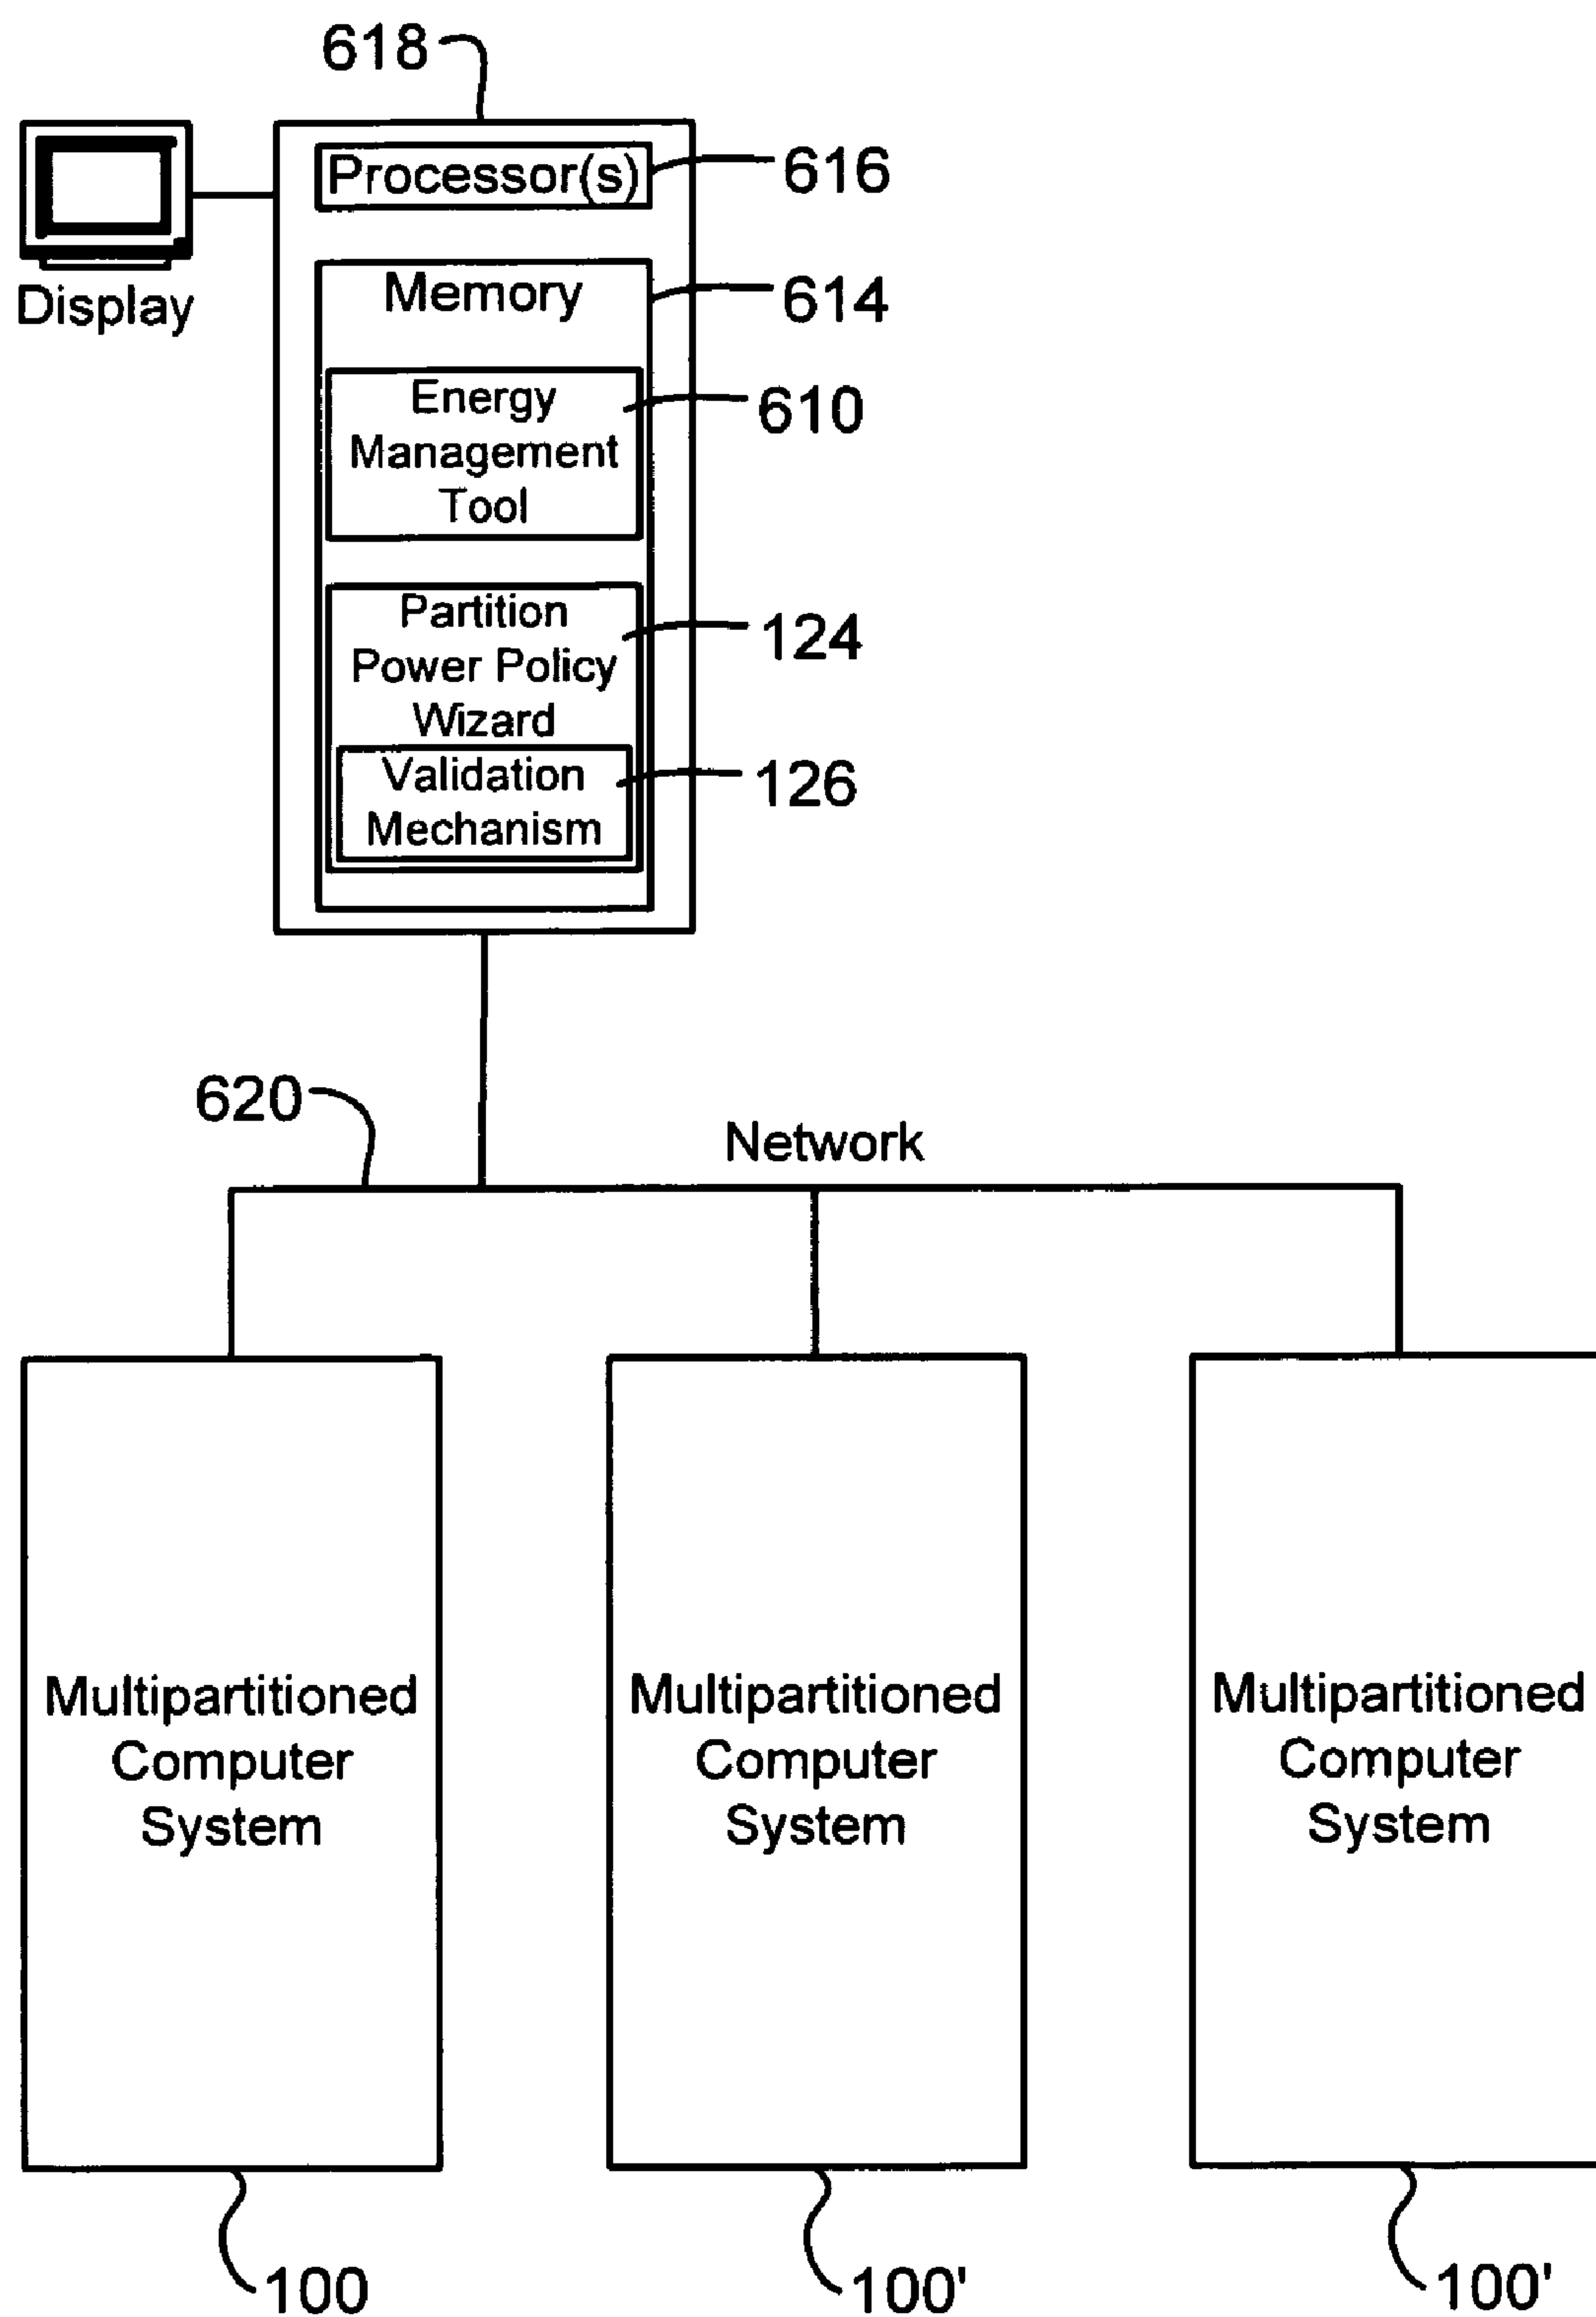 618
Processor(s)
616
Display
Memory
614
Energy
Management
Tool
610
Partition
Power Policy
Wizard
124
Validation
Mechanism
126
620
Network
Multipartitioned
Computer
System
Multipartitioned
Computer
System
Multipartitioned
Computer
System
100
100'
100'